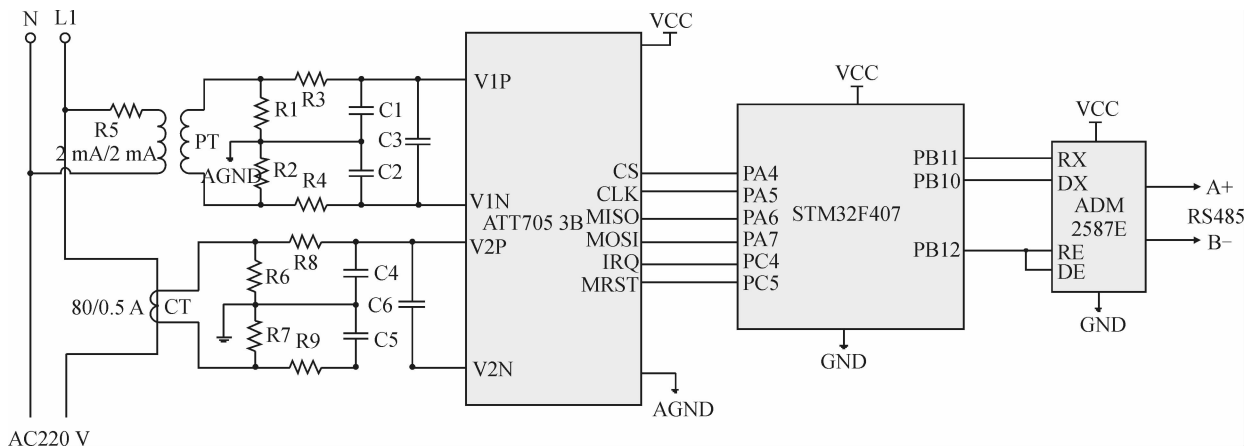 N L1
VCC
R5
2 mA/2 mA
PT
R1
R3
C1
C3
AGND
R2
R4
C2
V1P
V1N
ATT705 3B
V2P
V2N
CS
CLK
MISO
MOSI
IRQ
MRST
R8
R6
C4
C6
80/0.5 A
CT
R7
R9
C5
AGND
AC220 V
VCC
PA4
PA5
PA6
PA7
PC4
PC5
STM32F407
PB11
PB10
PB12
GND
VCC
RX
DX
ADM
2587E
RE
DE
GND
A+
RS485
B−